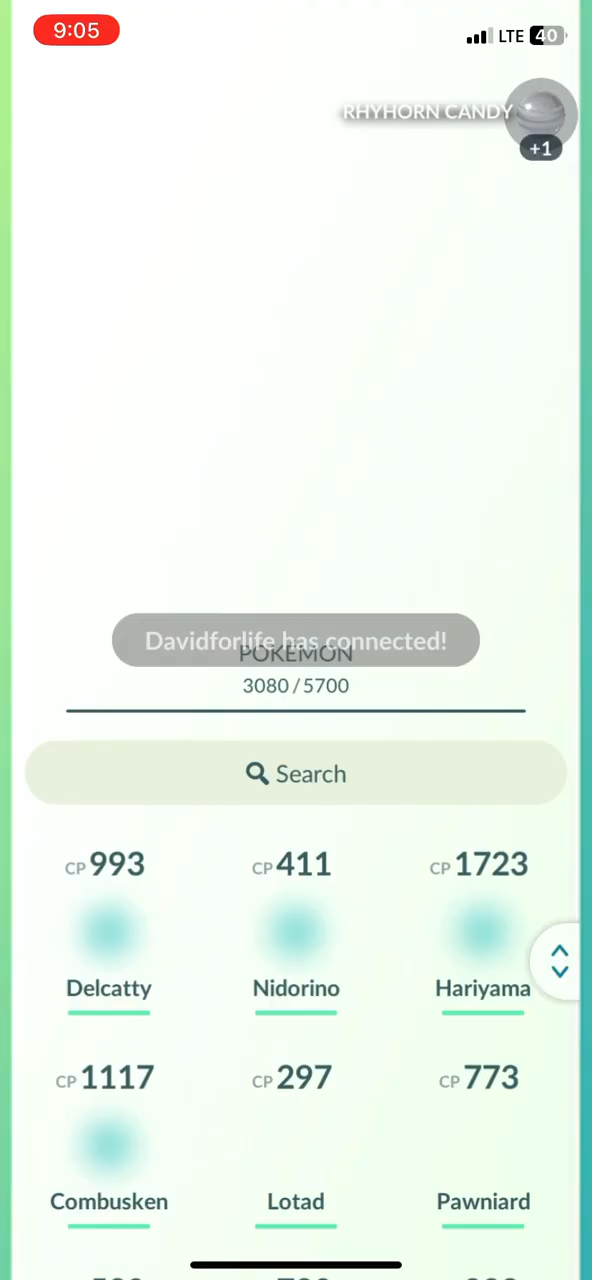 9:05
LTE 40
RHYHORN CANDY
+1
Davidforlife has connected!
POKÉMON
3080/5700
Search
CP 993
CP 411
CP 1723
Delcatty
Nidorino
Hariyama
CP 1117
CP 297
CP 773
Combusken
Lotad
Pawniard